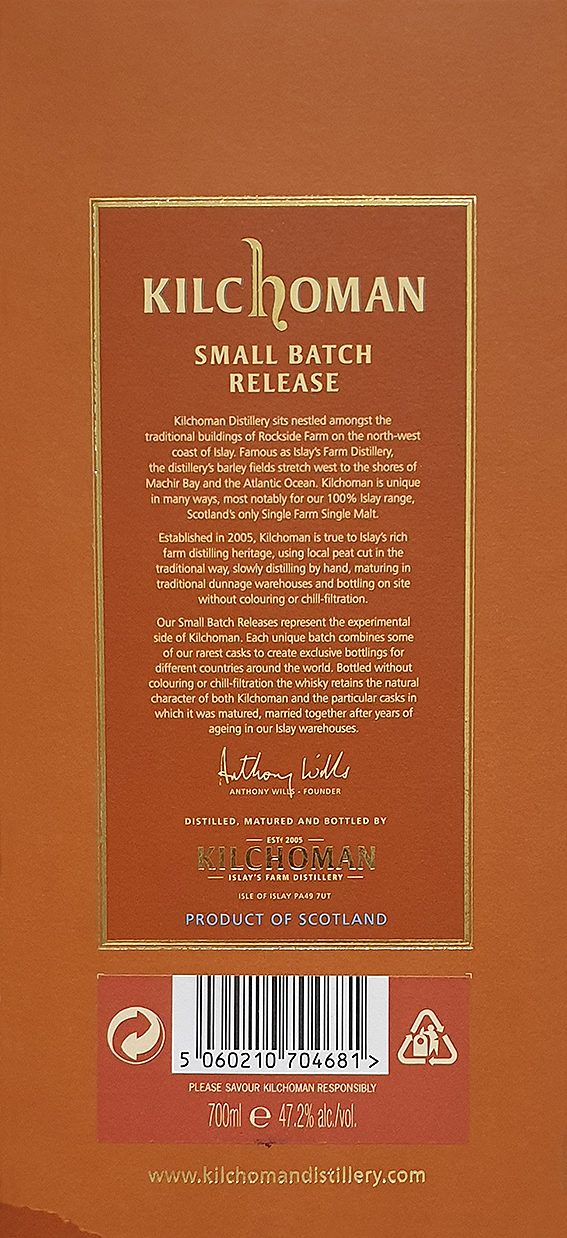 KILChOMAN
SMALL BATCH
RELEASE
Kilchoman Distillery sits nestled amongst the
traditional buildings of Rockside Farm on the north-west
coast of Islay. Famous as Islay's Farm Distillery,
the distillery's barley fields stretch west to the shores of
Machir Bay and the Atlantic Ocean. Kilchoman is unique
in many ways, most notably for our 100% Islay range,
Scotland's only Single Farm Single Malt.
Established in 2005, Kilchoman is true to Islay's rich
farm distilling heritage, using local peat cut in the
traditional way, slowly distilling by hand, maturing in
traditional dunnage warehouses and bottling on site
without colouring or chill-filtration.
Our Small Batch Releases represent the experimental
side of Kilchoman. Each unique batch combines some
of our rarest casks to create exclusive bottlings for
different countries around the world. Bottled without
colouring or chill-filtration the whisky retains the natural
character of both Kilchoman and the particular casks in
which it was matured, married together after years of
ageing in our Islay warehouses.
Anthony Wills
ANTHONY WILLS - FOUNDER
DISTILLED, MATURED AND BOTTLED BY
ESTD 2005
KILCHOMAN
ISLAY'S FARM DISTILLERY
ISLE OF ISLAY PA49 7UT
PRODUCT OF SCOTLAND
5 060210 704681 >
PLEASE SAVOUR KILCHOMAN RESPONSIBLY
700ml e 47.2% alc./vol.
www.kilchomandistillery.com